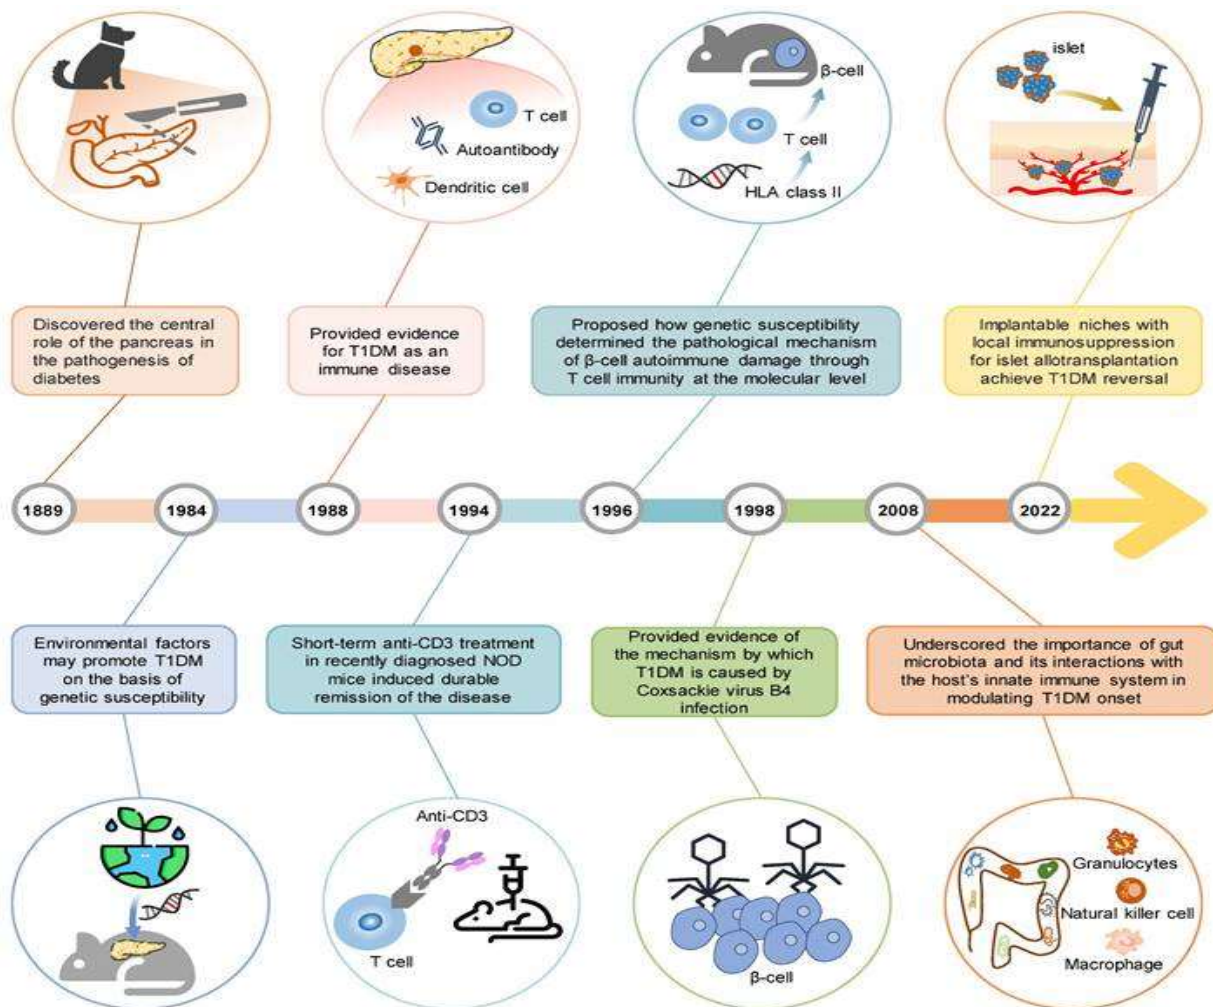 islet
β-cell
T cell
T cell
Autoantibody
Dendritic cell
HLA class II
Discovered the central
role of the pancreas in
the pathogenesis of
diabetes
Provided evidence
for T1DM as an
immune disease
Proposed how genetic susceptibility
determined the pathological mechanism
of β-cell autoimmune damage through
T cell immunity at the molecular level
Implantable niches with
local immunosuppression
for islet allotransplantation
achieve T1DM reversal
1889
1984
1988
1994
1996
1998
2008
2022
Environmental factors
may promote T1DM
on the basis of
genetic susceptibility
Short-term anti-CD3 treatment
in recently diagnosed NOD
mice induced durable
remission of the disease
Provided evidence of
the mechanism by which
T1DM is caused by
Coxsackie virus B4
infection
Underscored the importance of gut
microbiota and its interactions with
the host's innate immune system in
modulating T1DM onset
Anti-CD3
T cell
β-cell
Granulocytes
Natural killer cell
Macrophage